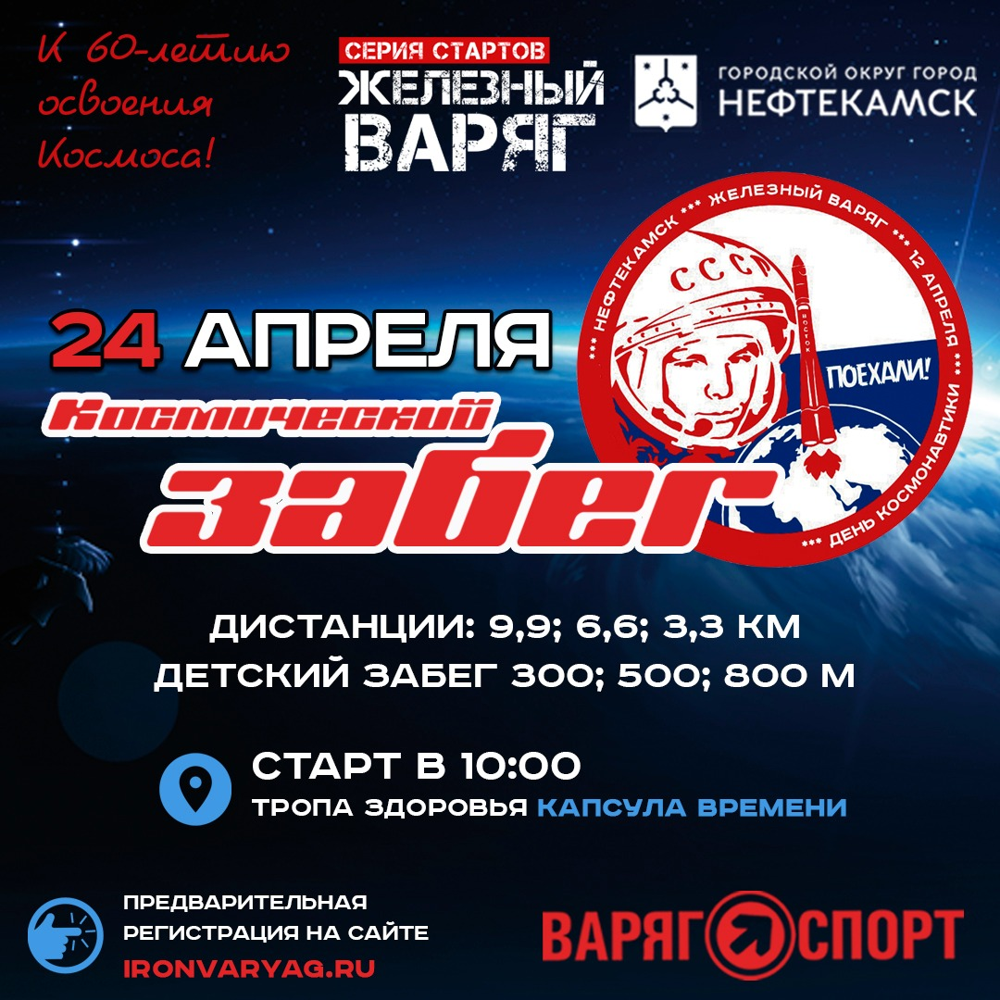 К 60-летию
освоения
Космоса!
СЕРИЯ СТАРТОВ
ЖЕЛЕЗНЫЙ
ВАРЯГ
ГОРОДСКОЙ ОКРУГ ГОРОД
НЕФТЕКАМСК
*** НЕФТЕКАМСК *** ЖЕЛЕЗНЫЙ ВАРЯГ *** 12 АПРЕЛЯ *** ДЕНЬ КОСМОНАВТИКИ
СССР
ВОСТОК
ПОЕХАЛИ!
24 АПРЕЛЯ
Космический
забег
ДИСТАНЦИИ: 9,9; 6,6; 3,3 КМ
ДЕТСКИЙ ЗАБЕГ 300; 500; 800 М
СТАРТ В 10:00
ТРОПА ЗДОРОВЬЯ КАПСУЛА ВРЕМЕНИ
ПРЕДВАРИТЕЛЬНАЯ
РЕГИСТРАЦИЯ НА САЙТЕ
IRONVARYAG.RU
ВАРЯГ СПОРТ